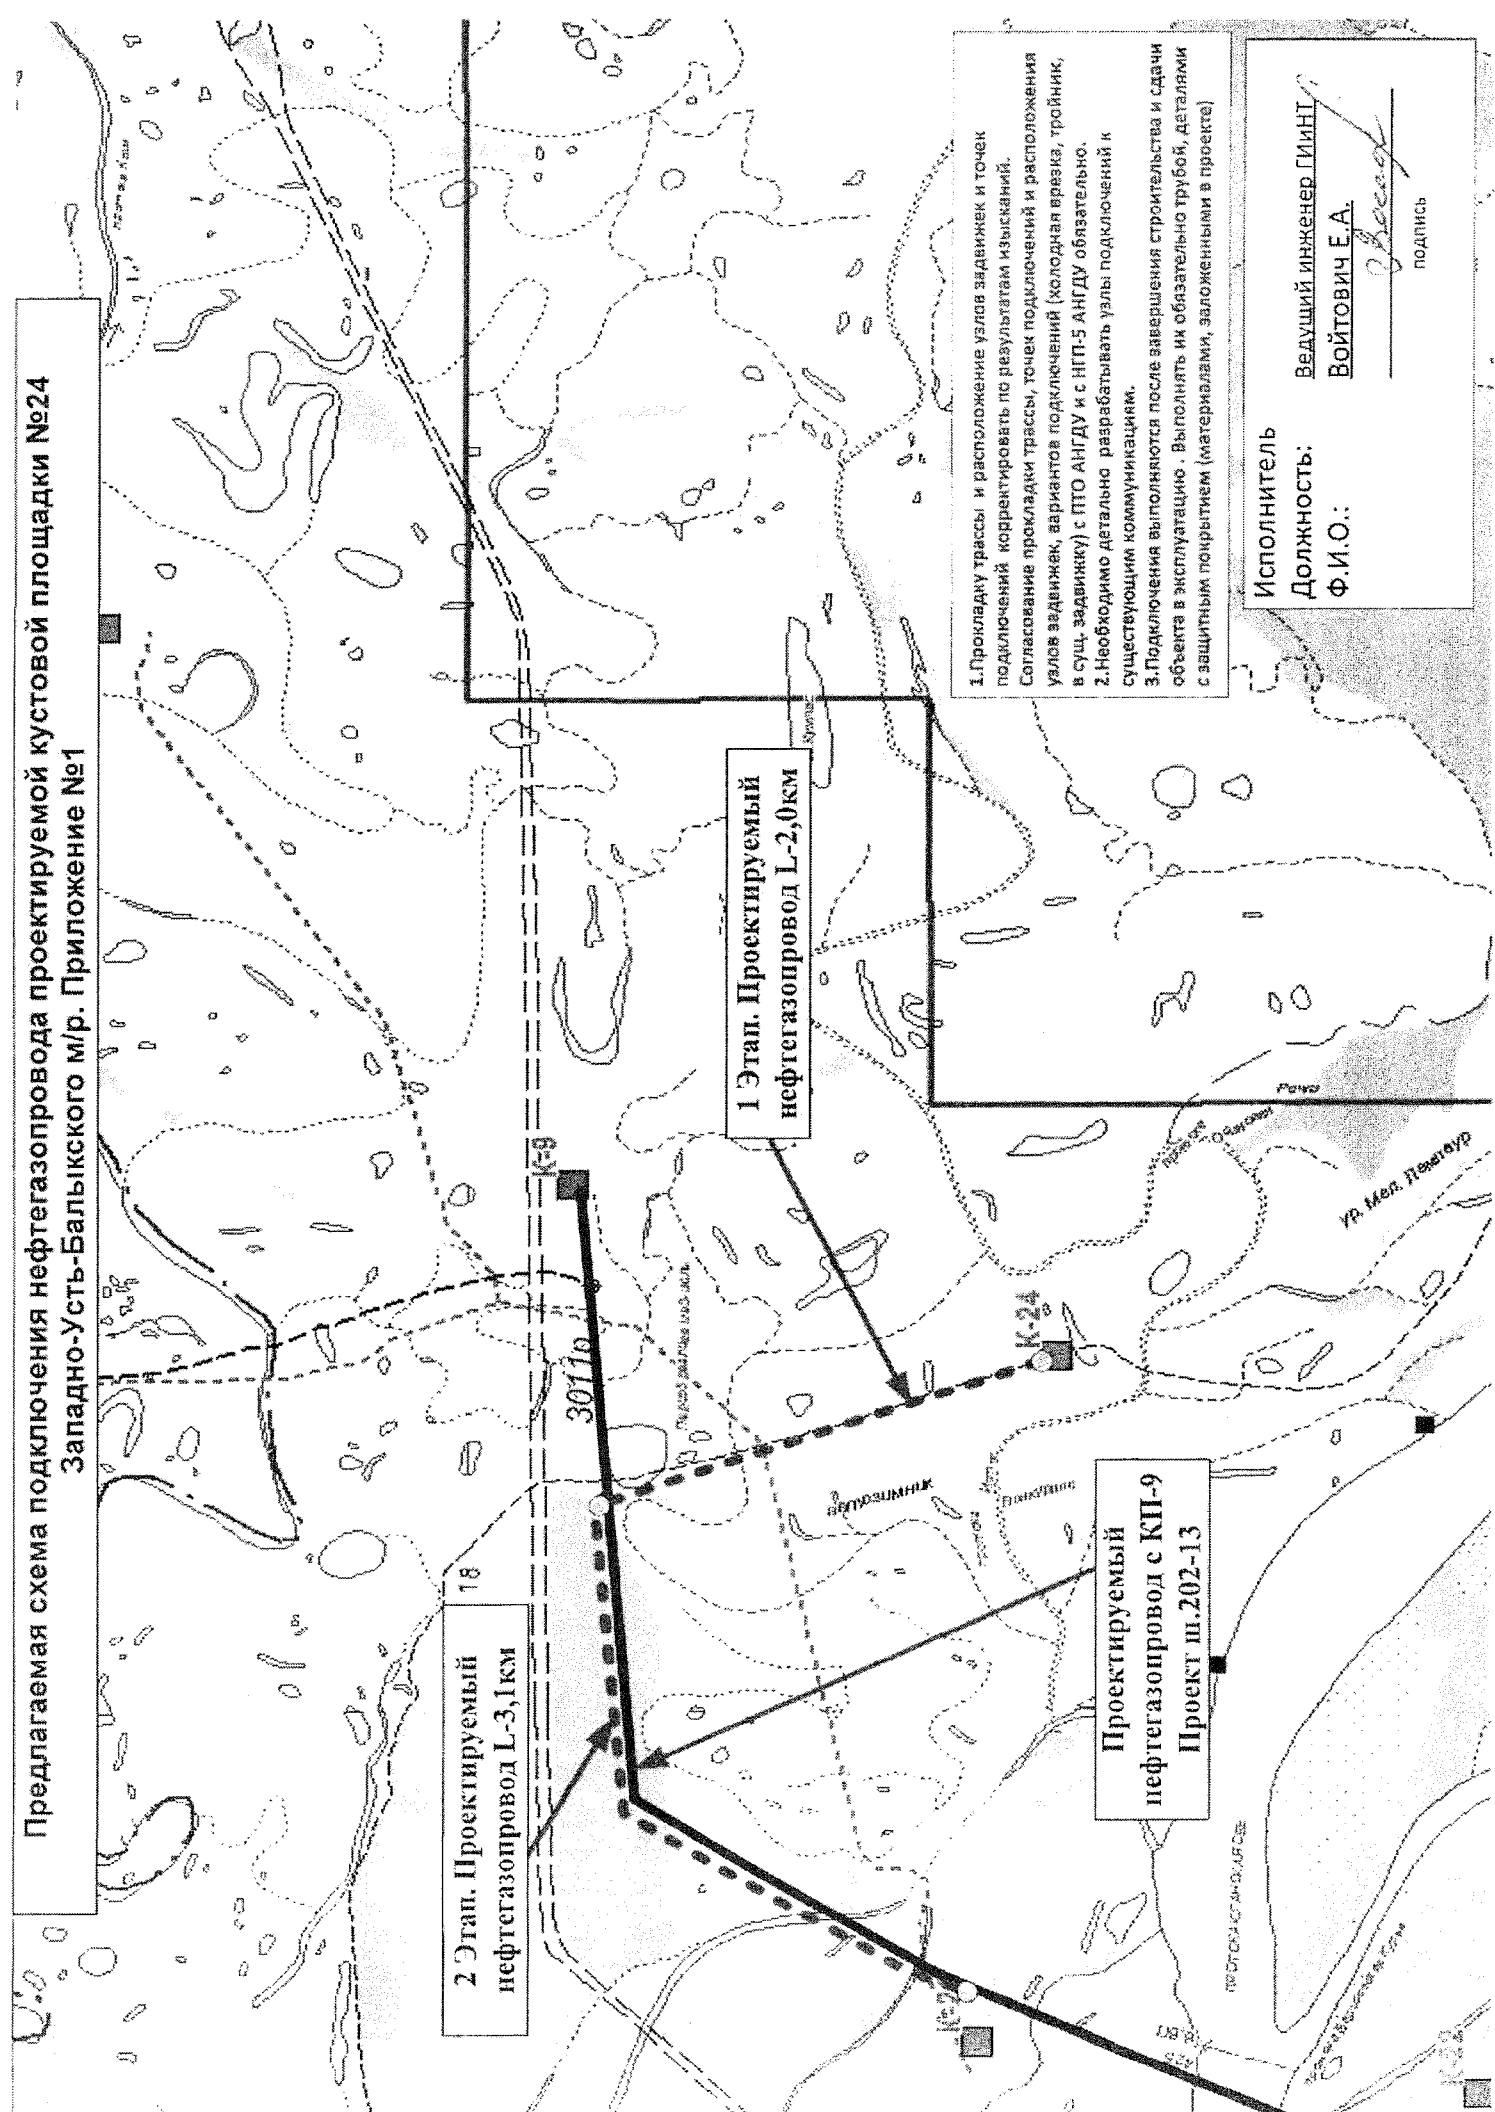 Предлагаемая схема подключения нефтегазопровода проектируемой кустовой площадки №24
Западно-Усть-Балыкского м/р. Приложение №1
К-9
3011р
18
2 Этап. Проектируемый
нефтегазопровод L-3,1км
1 Этап. Проектируемый
нефтегазопровод L-2,0км
К-24
Проектируемый
нефтегазопровод с КП-9
Проект ш.202-13
ур. Мал. Пентаур
К-2
К-22
1.Прокладку трассы и расположение узлов задвижек и точек
подключений корректировать по результатам изысканий.
Согласование прокладки трассы, точек подключений и расположения
узлов задвижек, вариантов подключений (холодная врезка, тройник,
в сущ. задвижку) с ПТО АНГДУ и с НГП-5 АНГДУ обязательно.
2.Необходимо детально разрабатывать узлы подключений к
существующим коммуникациям.
3.Подключения выполняются после завершения строительства и сдачи
объекта в эксплуатацию . Выполнять их обязательно трубой, деталями
с защитным покрытием (материалами, заложенными в проекте)
Исполнитель
Должность: Ведущий инженер ГИиНТ
Ф.И.О.: Войтович Е.А.
подпись